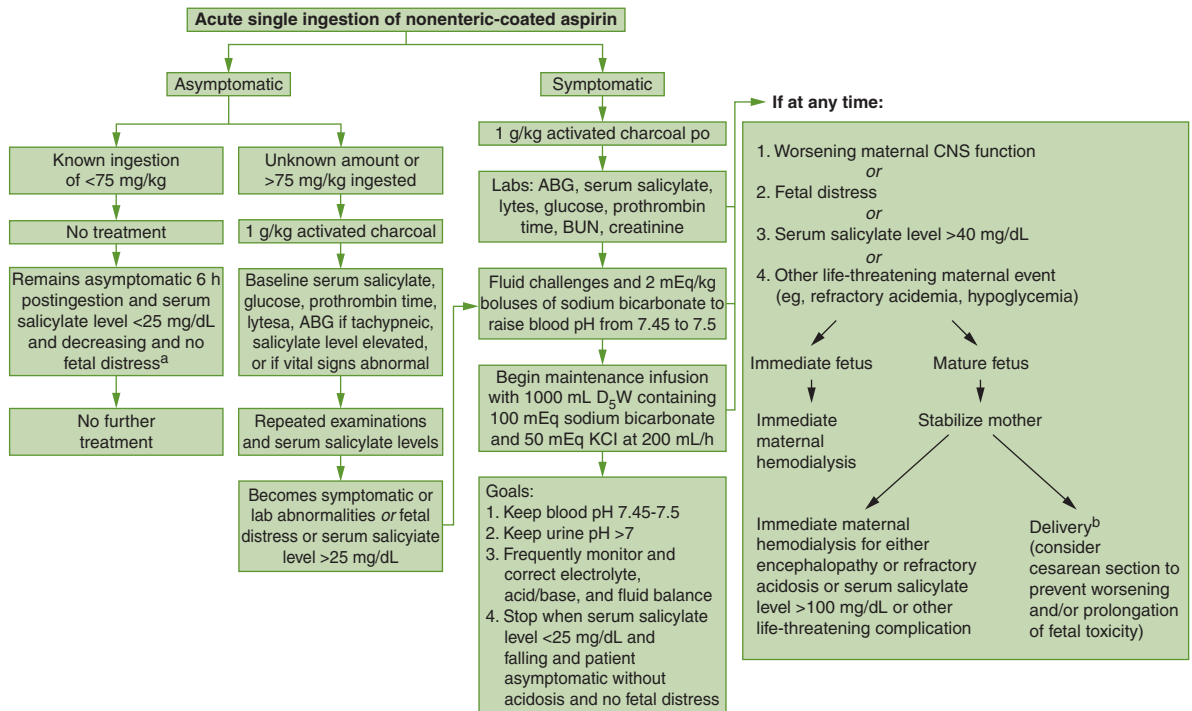 Acute single ingestion of nonenteric-coated aspirin
Asymptomatic
Symptomatic
Known ingestion
of <75 mg/kg
No treatment
Remains asymptomatic 6 h
postingestion and serum
salicylate level <25 mg/dL
and decreasing and no
fetal distressᵃ
No further
treatment
Unknown amount or
>75 mg/kg ingested
1 g/kg activated charcoal
Baseline serum salicylate,
glucose, prothrombin time,
lytesa, ABG if tachypneic,
salicylate level elevated,
or if vital signs abnormal
Repeated examinations
and serum salicylate levels
Becomes symptomatic or
lab abnormalities or fetal
distress or serum salicyiate
level >25 mg/dL
1 g/kg activated charcoal po
Labs: ABG, serum salicylate,
lytes, glucose, prothrombin
time, BUN, creatinine
Fluid challenges and 2 mEq/kg
boluses of sodium bicarbonate to
raise blood pH from 7.45 to 7.5
Begin maintenance infusion
with 1000 mL D₅W containing
100 mEq sodium bicarbonate
and 50 mEq KCl at 200 mL/h
Goals:
1. Keep blood pH 7.45-7.5
2. Keep urine pH >7
3. Frequently monitor and
correct electrolyte,
acid/base, and fluid balance
4. Stop when serum salicylate
level <25 mg/dL and
falling and patient
asymptomatic without
acidosis and no fetal distress
If at any time:
1. Worsening maternal CNS function
or
2. Fetal distress
or
3. Serum salicylate level >40 mg/dL
or
4. Other life-threatening maternal event
(eg, refractory acidemia, hypoglycemia)
Immediate fetus
Immediate
maternal
hemodialysis
Mature fetus
Stabilize mother
Immediate maternal
hemodialysis for either
encephalopathy or refractory
acidosis or serum salicylate
level >100 mg/dL or other
life-threatening complication
Deliveryᵇ
(consider
cesarean section to
prevent worsening
and/or prolongation
of fetal toxicity)